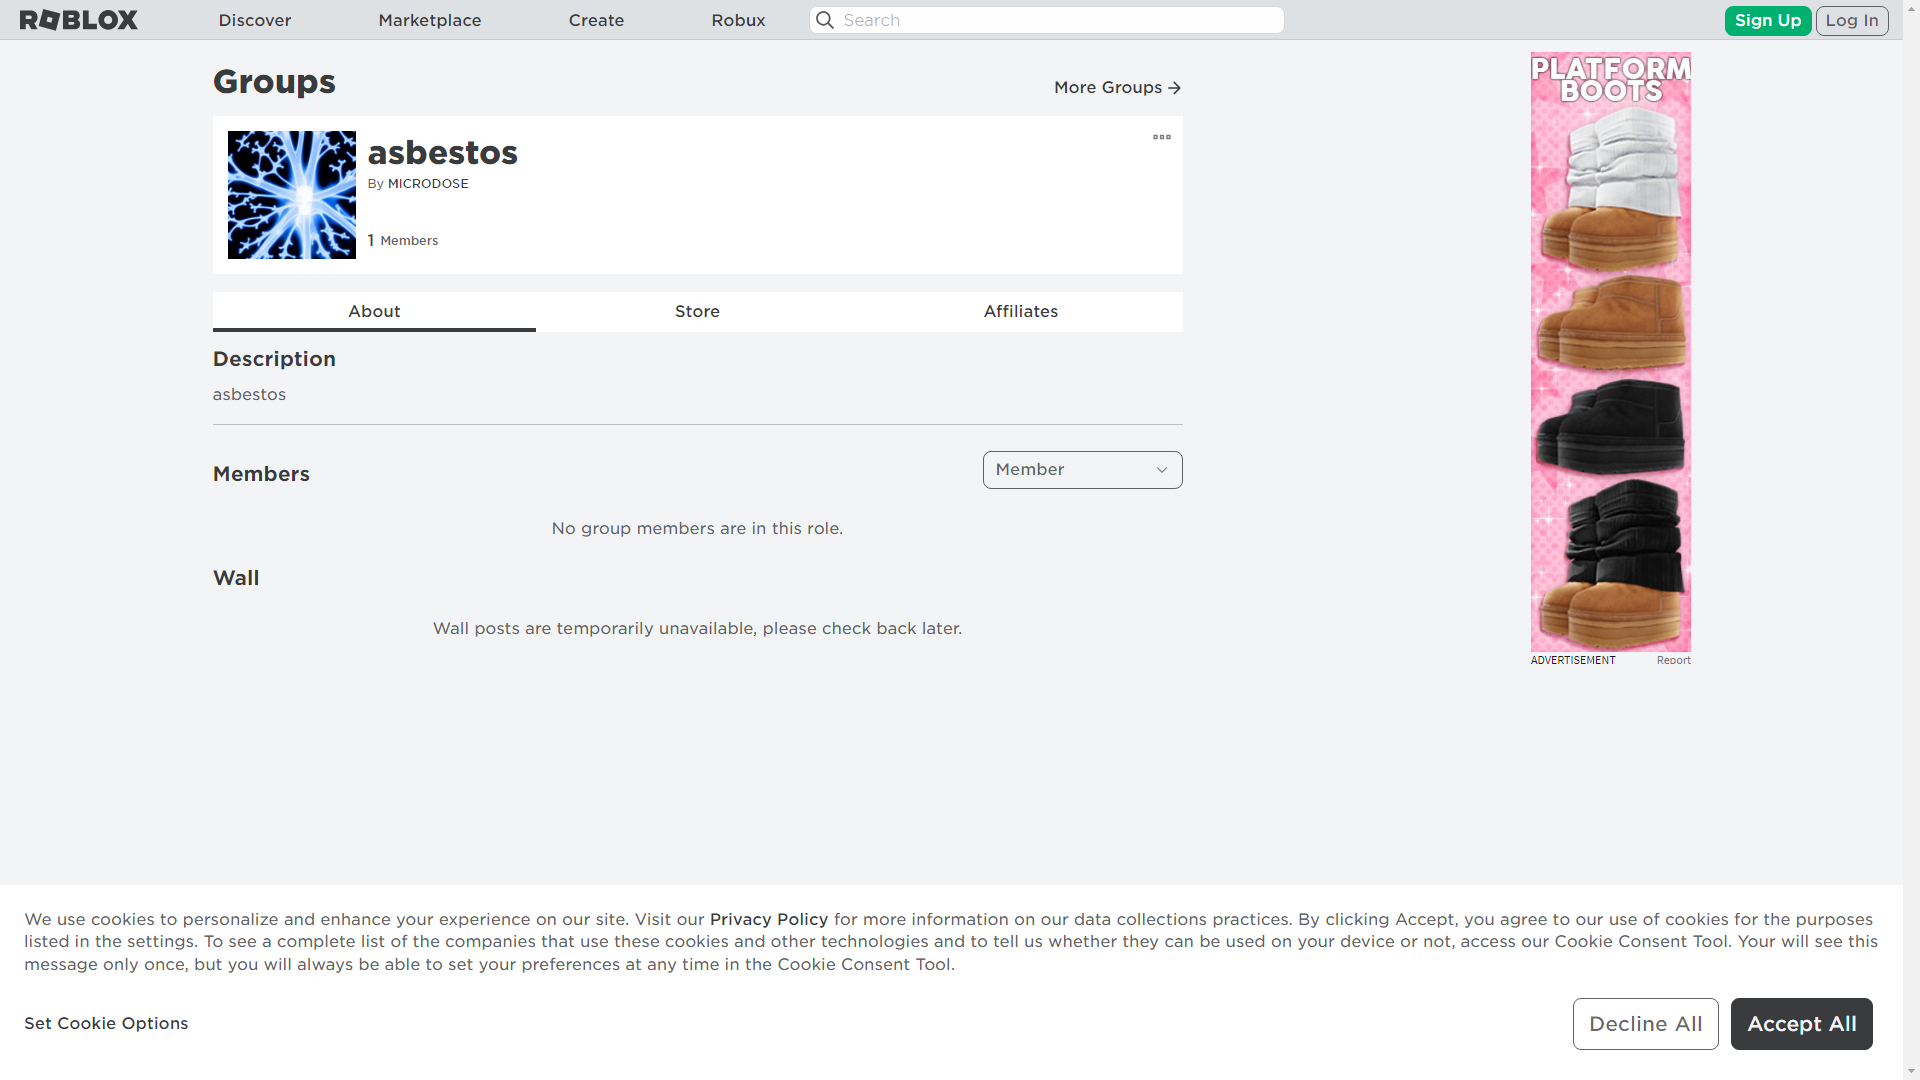 ROBLOX
Discover
Marketplace
Create
Robux
Search
Sign Up
Log In
Groups
More Groups
asbestos
By MICRODOSE
1 Members
About
Store
Affiliates
Description
asbestos
Members
Member
No group members are in this role.
Wall
Wall posts are temporarily unavailable, please check back later.
PLATFORM
BOOTS
ADVERTISEMENT
Report
We use cookies to personalize and enhance your experience on our site. Visit our Privacy Policy for more information on our data collections practices. By clicking Accept, you agree to our use of cookies for the purposes
listed in the settings. To see a complete list of the companies that use these cookies and other technologies and to tell us whether they can be used on your device or not, access our Cookie Consent Tool. Your will see this
message only once, but you will always be able to set your preferences at any time in the Cookie Consent Tool.
Set Cookie Options
Decline All
Accept All